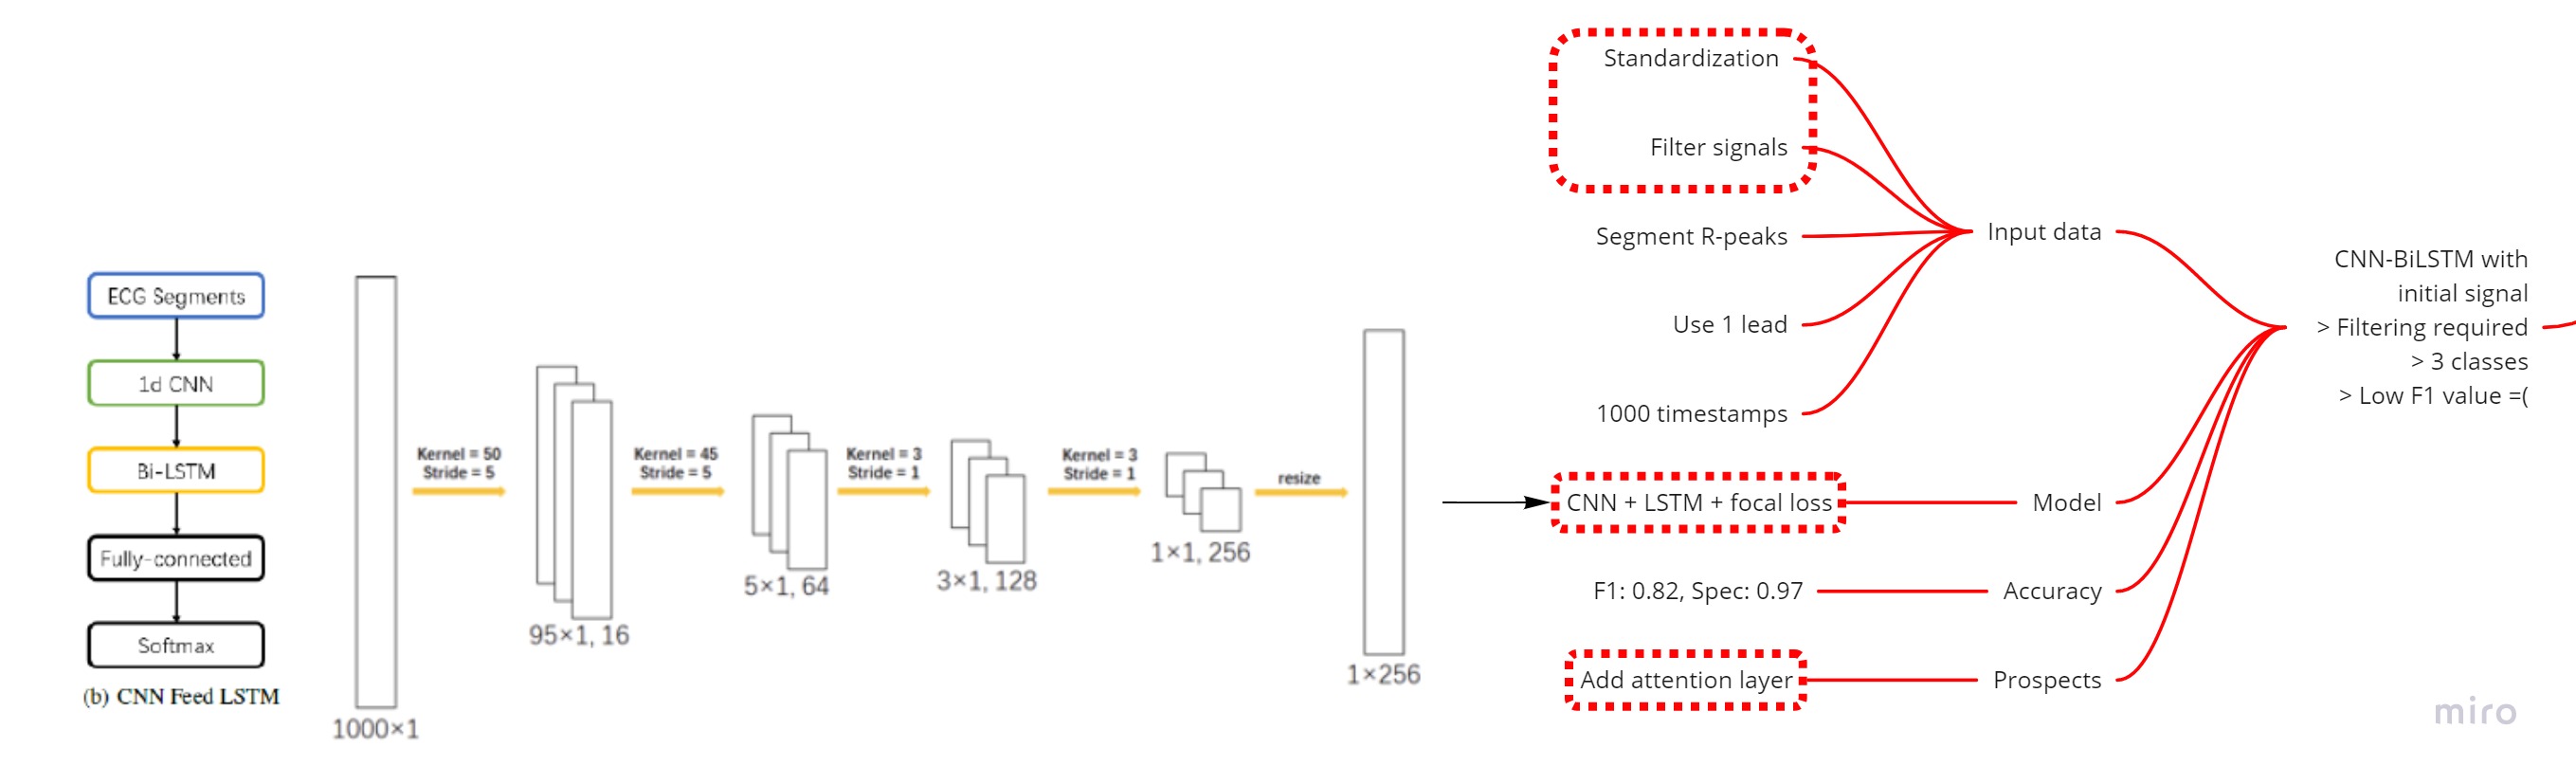 ECG Segments
1d CNN
Bi-LSTM
Fully-connected
Softmax
(b) CNN Feed LSTM
1000×1
Kernel = 50
Stride = 5
95×1, 16
Kernel = 45
Stride = 5
5×1, 64
Kernel = 3
Stride = 1
3×1, 128
Kernel = 3
Stride = 1
1×1, 256
resize
1×256
Standardization
Filter signals
Segment R-peaks
Use 1 lead
1000 timestamps
Input data
CNN + LSTM + focal loss
Model
F1: 0.82, Spec: 0.97
Accuracy
Add attention layer
Prospects
CNN-BiLSTM with
initial signal
> Filtering required
> 3 classes
> Low F1 value =(
miro